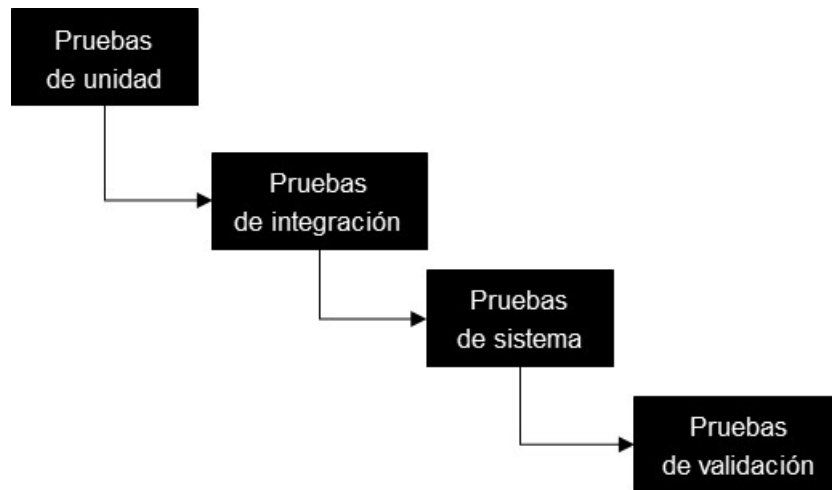 Pruebas
de unidad
Pruebas
de integración
Pruebas
de sistema
Pruebas
de validación